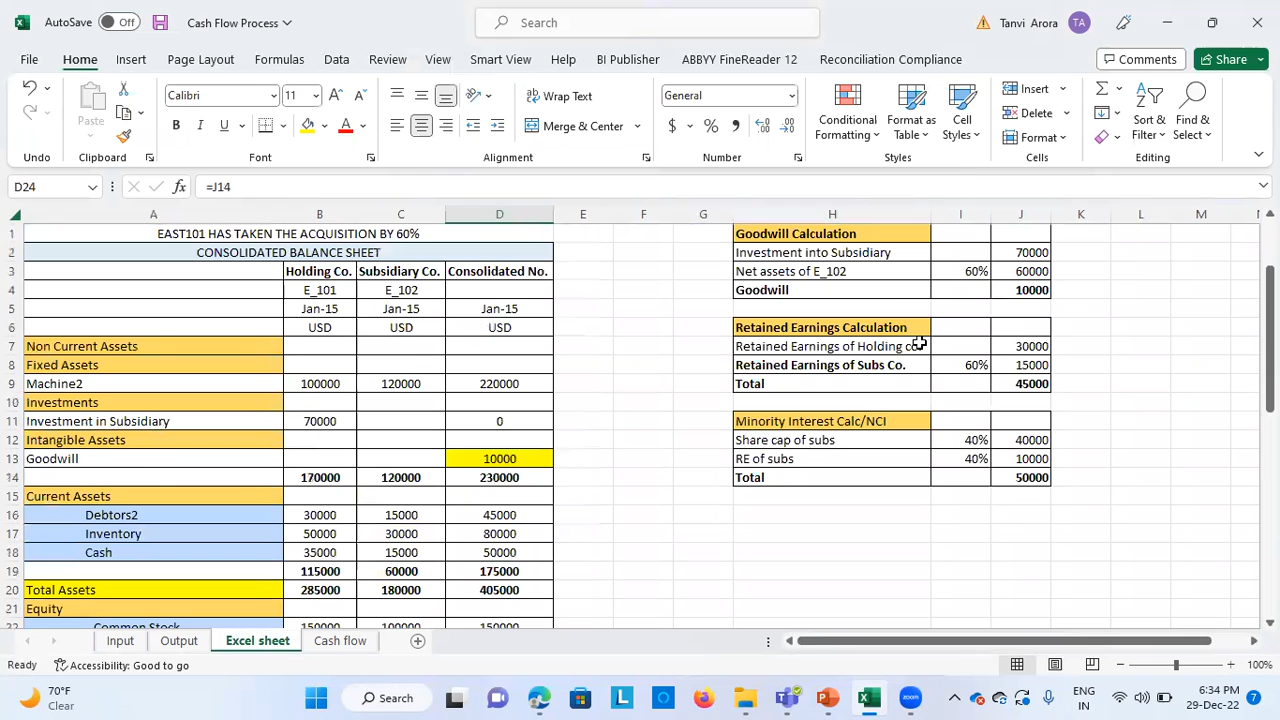 AutoSave Off Cash Flow Process Search Tanvi Arora TA
File Home Insert Page Layout Formulas Data Review View Smart View Help BI Publisher ABBYY FineReader 12 Reconciliation Compliance Comments Share
Calibri 11 Wrap Text General Insert
Paste B I U A Merge & Center $ % Conditional Formatting Format as Table Cell Styles Delete Sort & Filter Find & Select
Format
Undo Clipboard Font Alignment Number Styles Cells Editing
D24 fx =J14
A B C D E F G H I J K L M
1 EAST101 HAS TAKEN THE ACQUISITION BY 60% Goodwill Calculation
2 CONSOLIDATED BALANCE SHEET Investment into Subsidiary 70000
3 Holding Co. Subsidiary Co. Consolidated No. Net assets of E_102 60% 60000
4 E_101 E_102 Goodwill 10000
5 Jan-15 Jan-15 Jan-15
6 USD USD USD Retained Earnings Calculation
7 Non Current Assets Retained Earnings of Holding 30000
8 Fixed Assets Retained Earnings of Subs Co. 60% 15000
9 Machine2 100000 120000 220000 Total 45000
10 Investments
11 Investment in Subsidiary 70000 0 Minority Interest Calc/NCI
12 Intangible Assets Share cap of subs 40% 40000
13 Goodwill 10000 RE of subs 40% 10000
14 170000 120000 230000 Total 50000
15 Current Assets
16 Debtors2 30000 15000 45000
17 Inventory 50000 30000 80000
18 Cash 35000 15000 50000
19 115000 60000 175000
20 Total Assets 285000 180000 405000
21 Equity
22 Common Stock 150000 100000 150000
Input Output Excel sheet Cash flow
Ready Accessibility: Good to go 100%
70°F
Clear
Search
ENG
IN
6:34 PM
29-Dec-22
7